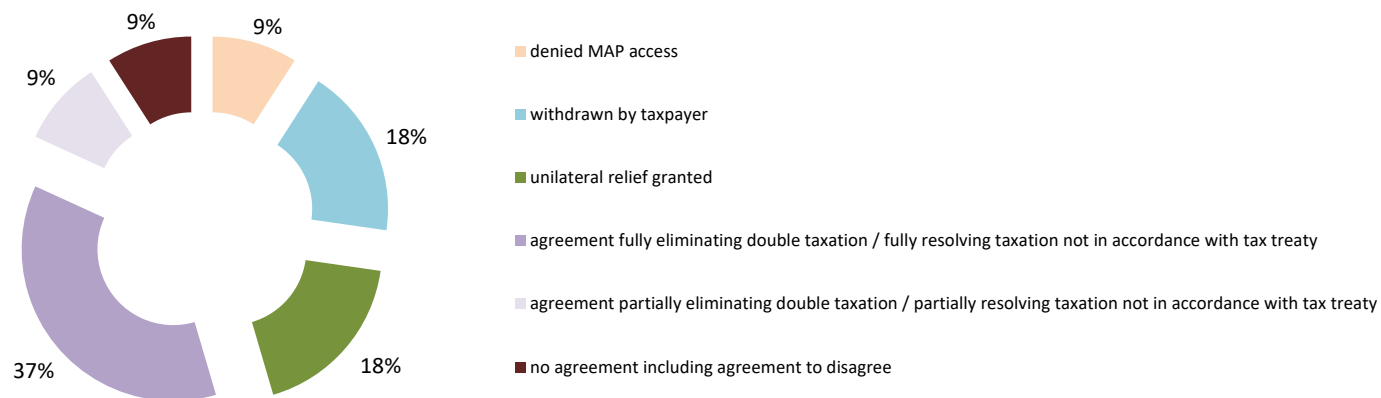 9%
9%
denied MAP access
9%
withdrawn by taxpayer
18%
unilateral relief granted
agreement fully eliminating double taxation / fully resolving taxation not in accordance with tax treaty
agreement partially eliminating double taxation / partially resolving taxation not in accordance with tax treaty
37%
18%
no agreement including agreement to disagree